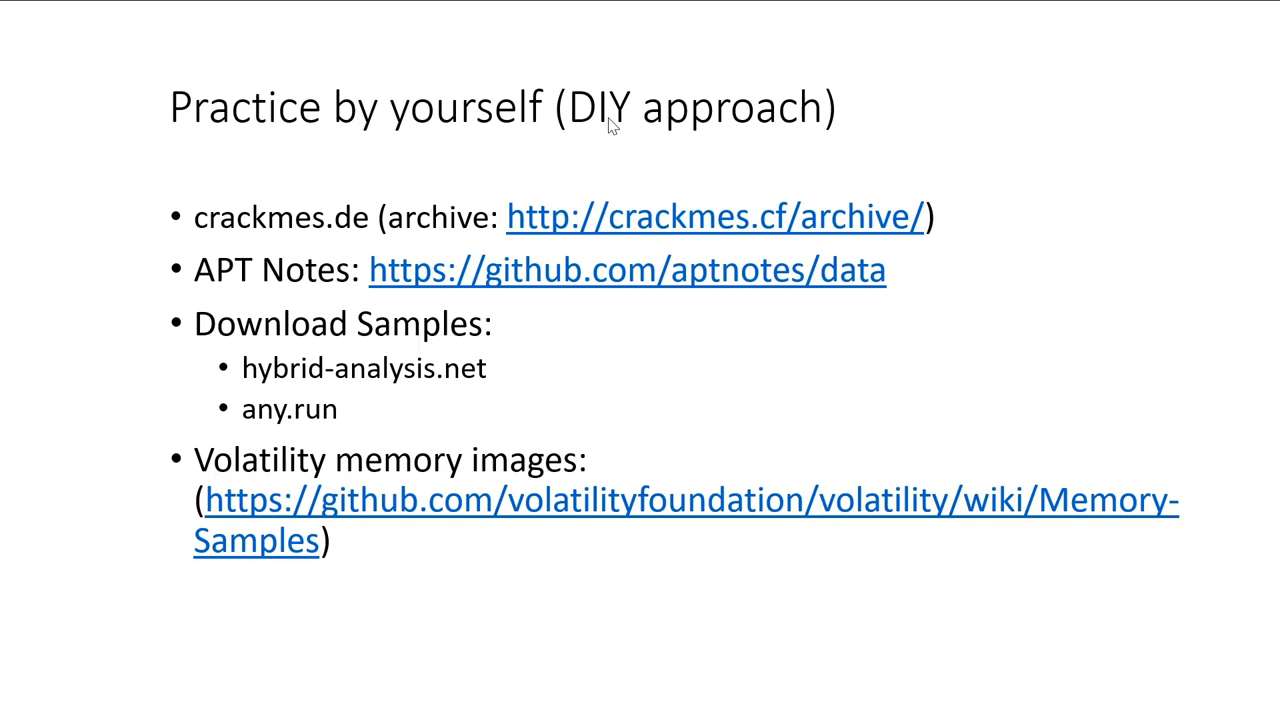 Practice by yourself (DIY approach)
• crackmes.de (archive: http://crackmes.cf/archive/)
• APT Notes: https://github.com/aptnotes/data
• Download Samples:
• hybrid-analysis.net
• any.run
• Volatility memory images:
(https://github.com/volatilityfoundation/volatility/wiki/Memory-
Samples)